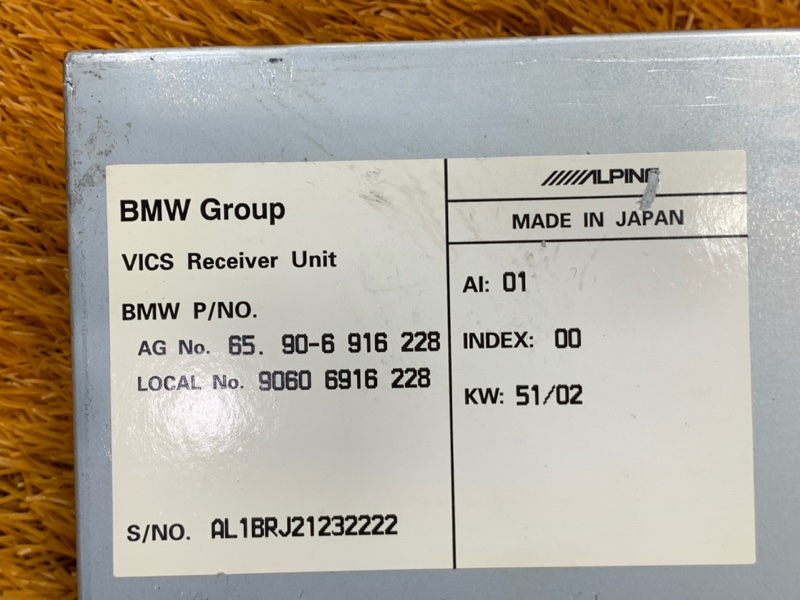 BMW Group
VICS Receiver Unit
BMW P/NO.
AG No. 65. 90-6 916 228
LOCAL No. 9060 6916 228
S/NO. AL1BRJ21232222
ALPINE
MADE IN JAPAN
AI: 01
INDEX: 00
KW: 51/02